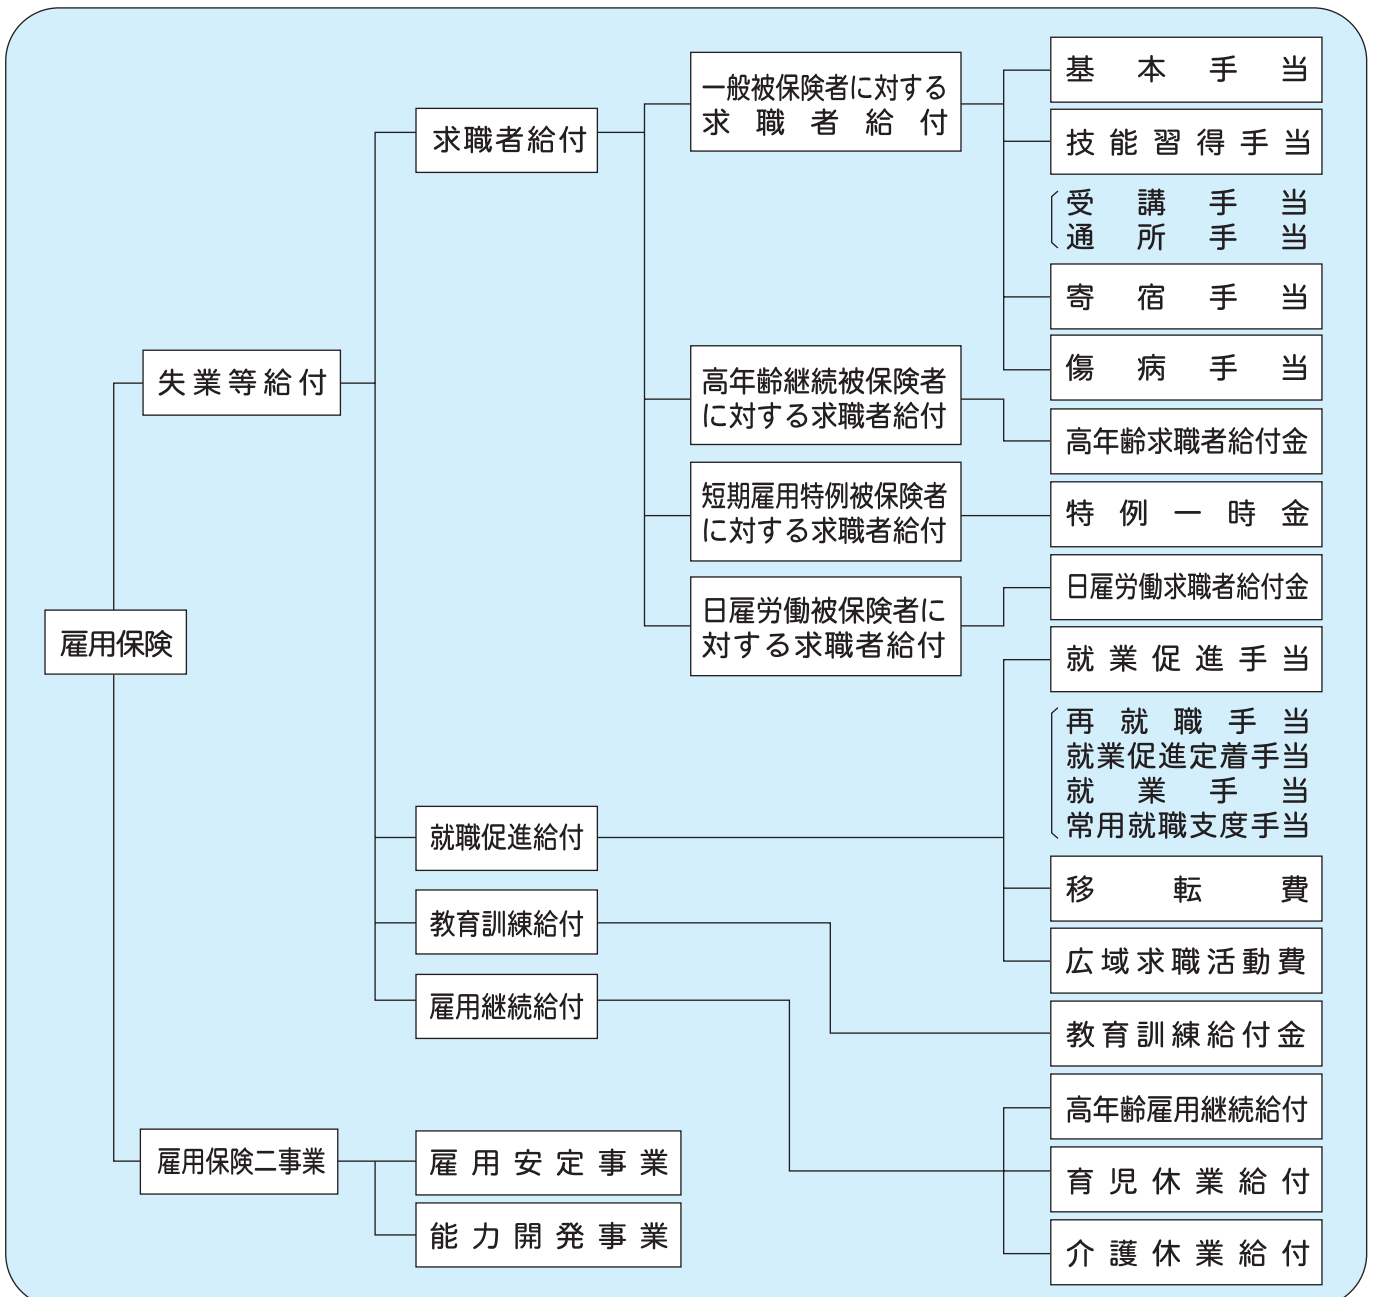 雇用保険
失業等給付
求職者給付
一般被保険者に対する
求職者給付
基本手当
技能習得手当
受講手当
通所手当
寄宿手当
傷病手当
高年齢継続被保険者
に対する求職者給付
高年齢求職者給付金
短期雇用特例被保険者
に対する求職者給付
特例一時金
日雇労働被保険者に
対する求職者給付
日雇労働求職者給付金
就職促進給付
就業促進手当
再就職手当
就業促進定着手当
就業手当
常用就職支度手当
移転費
広域求職活動費
教育訓練給付
教育訓練給付金
雇用継続給付
高年齢雇用継続給付
育児休業給付
介護休業給付
雇用保険二事業
雇用安定事業
能力開発事業